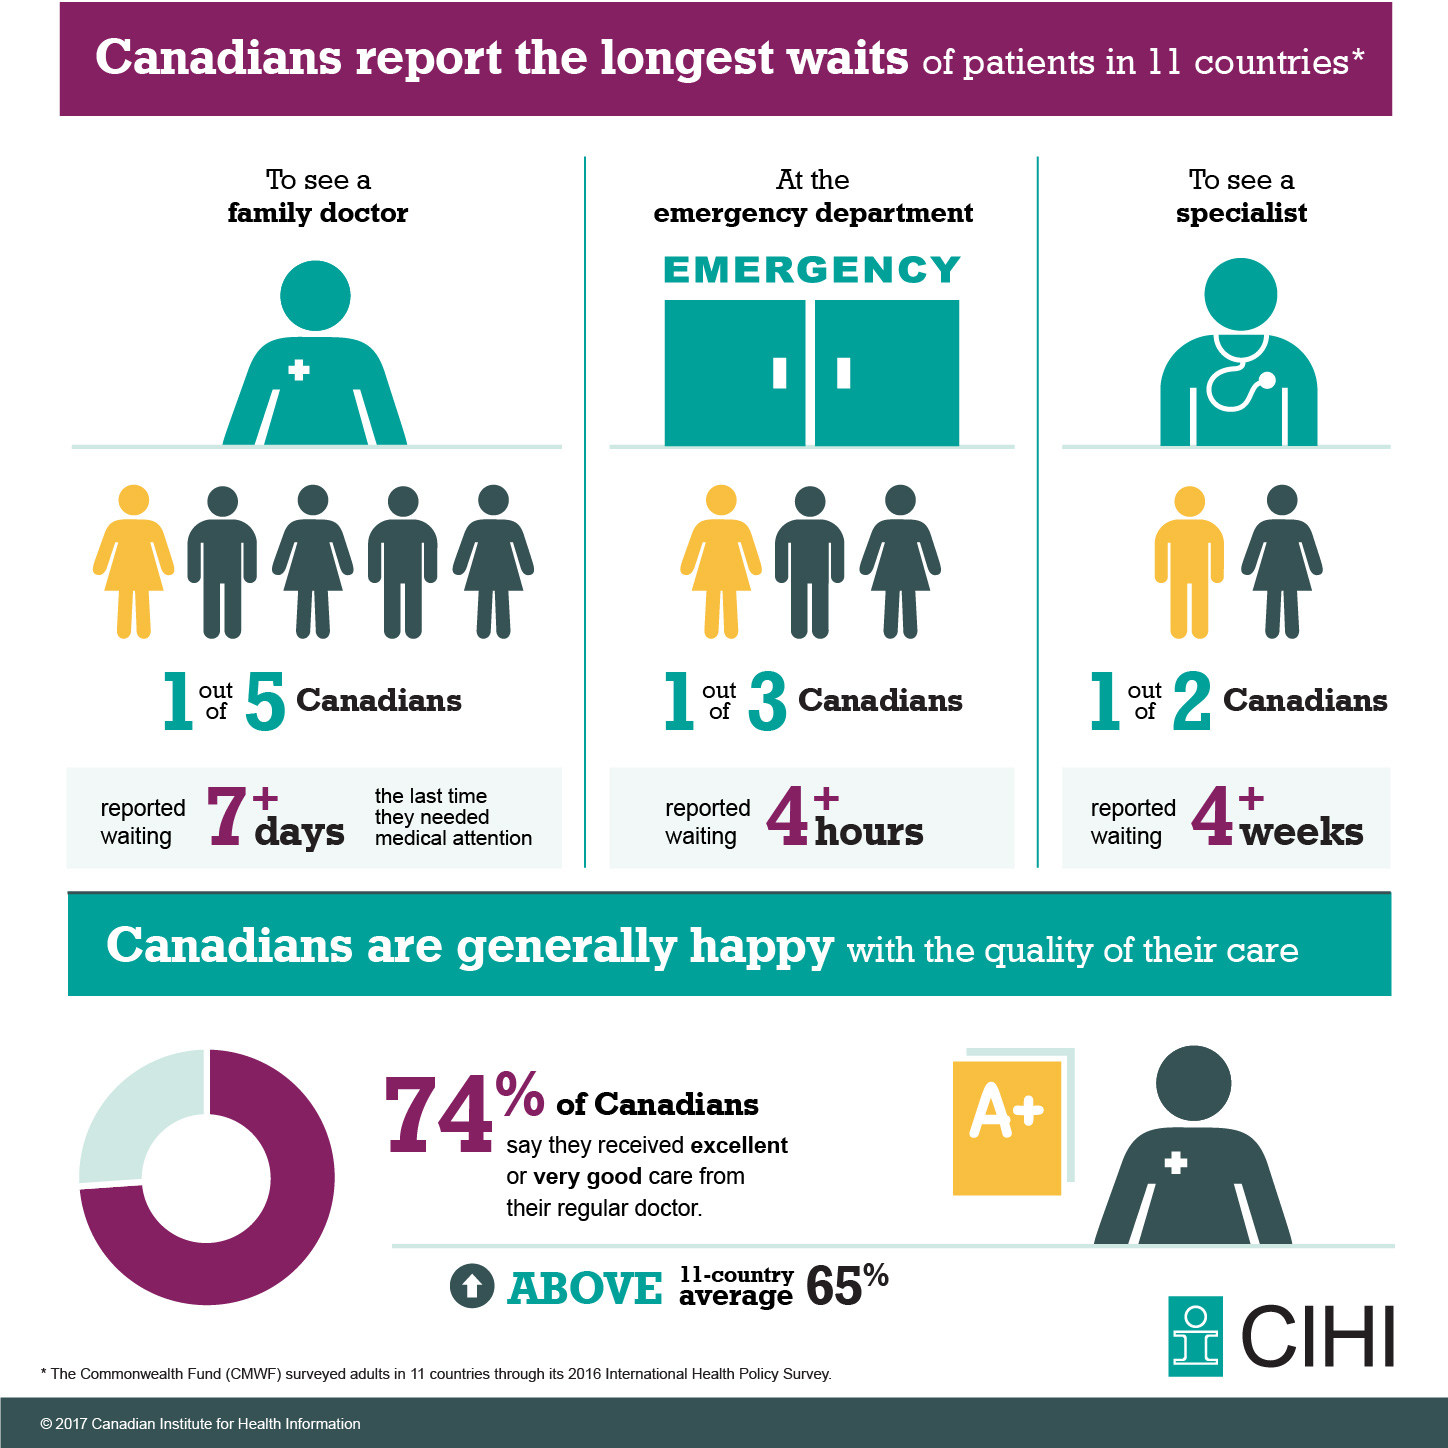 Canadians report the longest waits of patients in 11 countries*
To see a
family doctor
1 out of 5 Canadians
reported waiting 7+ days the last time they needed medical attention
At the
emergency department
EMERGENCY
1 out of 3 Canadians
reported waiting 4+ hours
To see a
specialist
1 out of 2 Canadians
reported waiting 4+ weeks
Canadians are generally happy with the quality of their care
74% of Canadians
say they received excellent
or very good care from
their regular doctor.
A+
ABOVE 11-country average 65%
CIHI
* The Commonwealth Fund (CMWF) surveyed adults in 11 countries through its 2016 International Health Policy Survey.
© 2017 Canadian Institute for Health Information